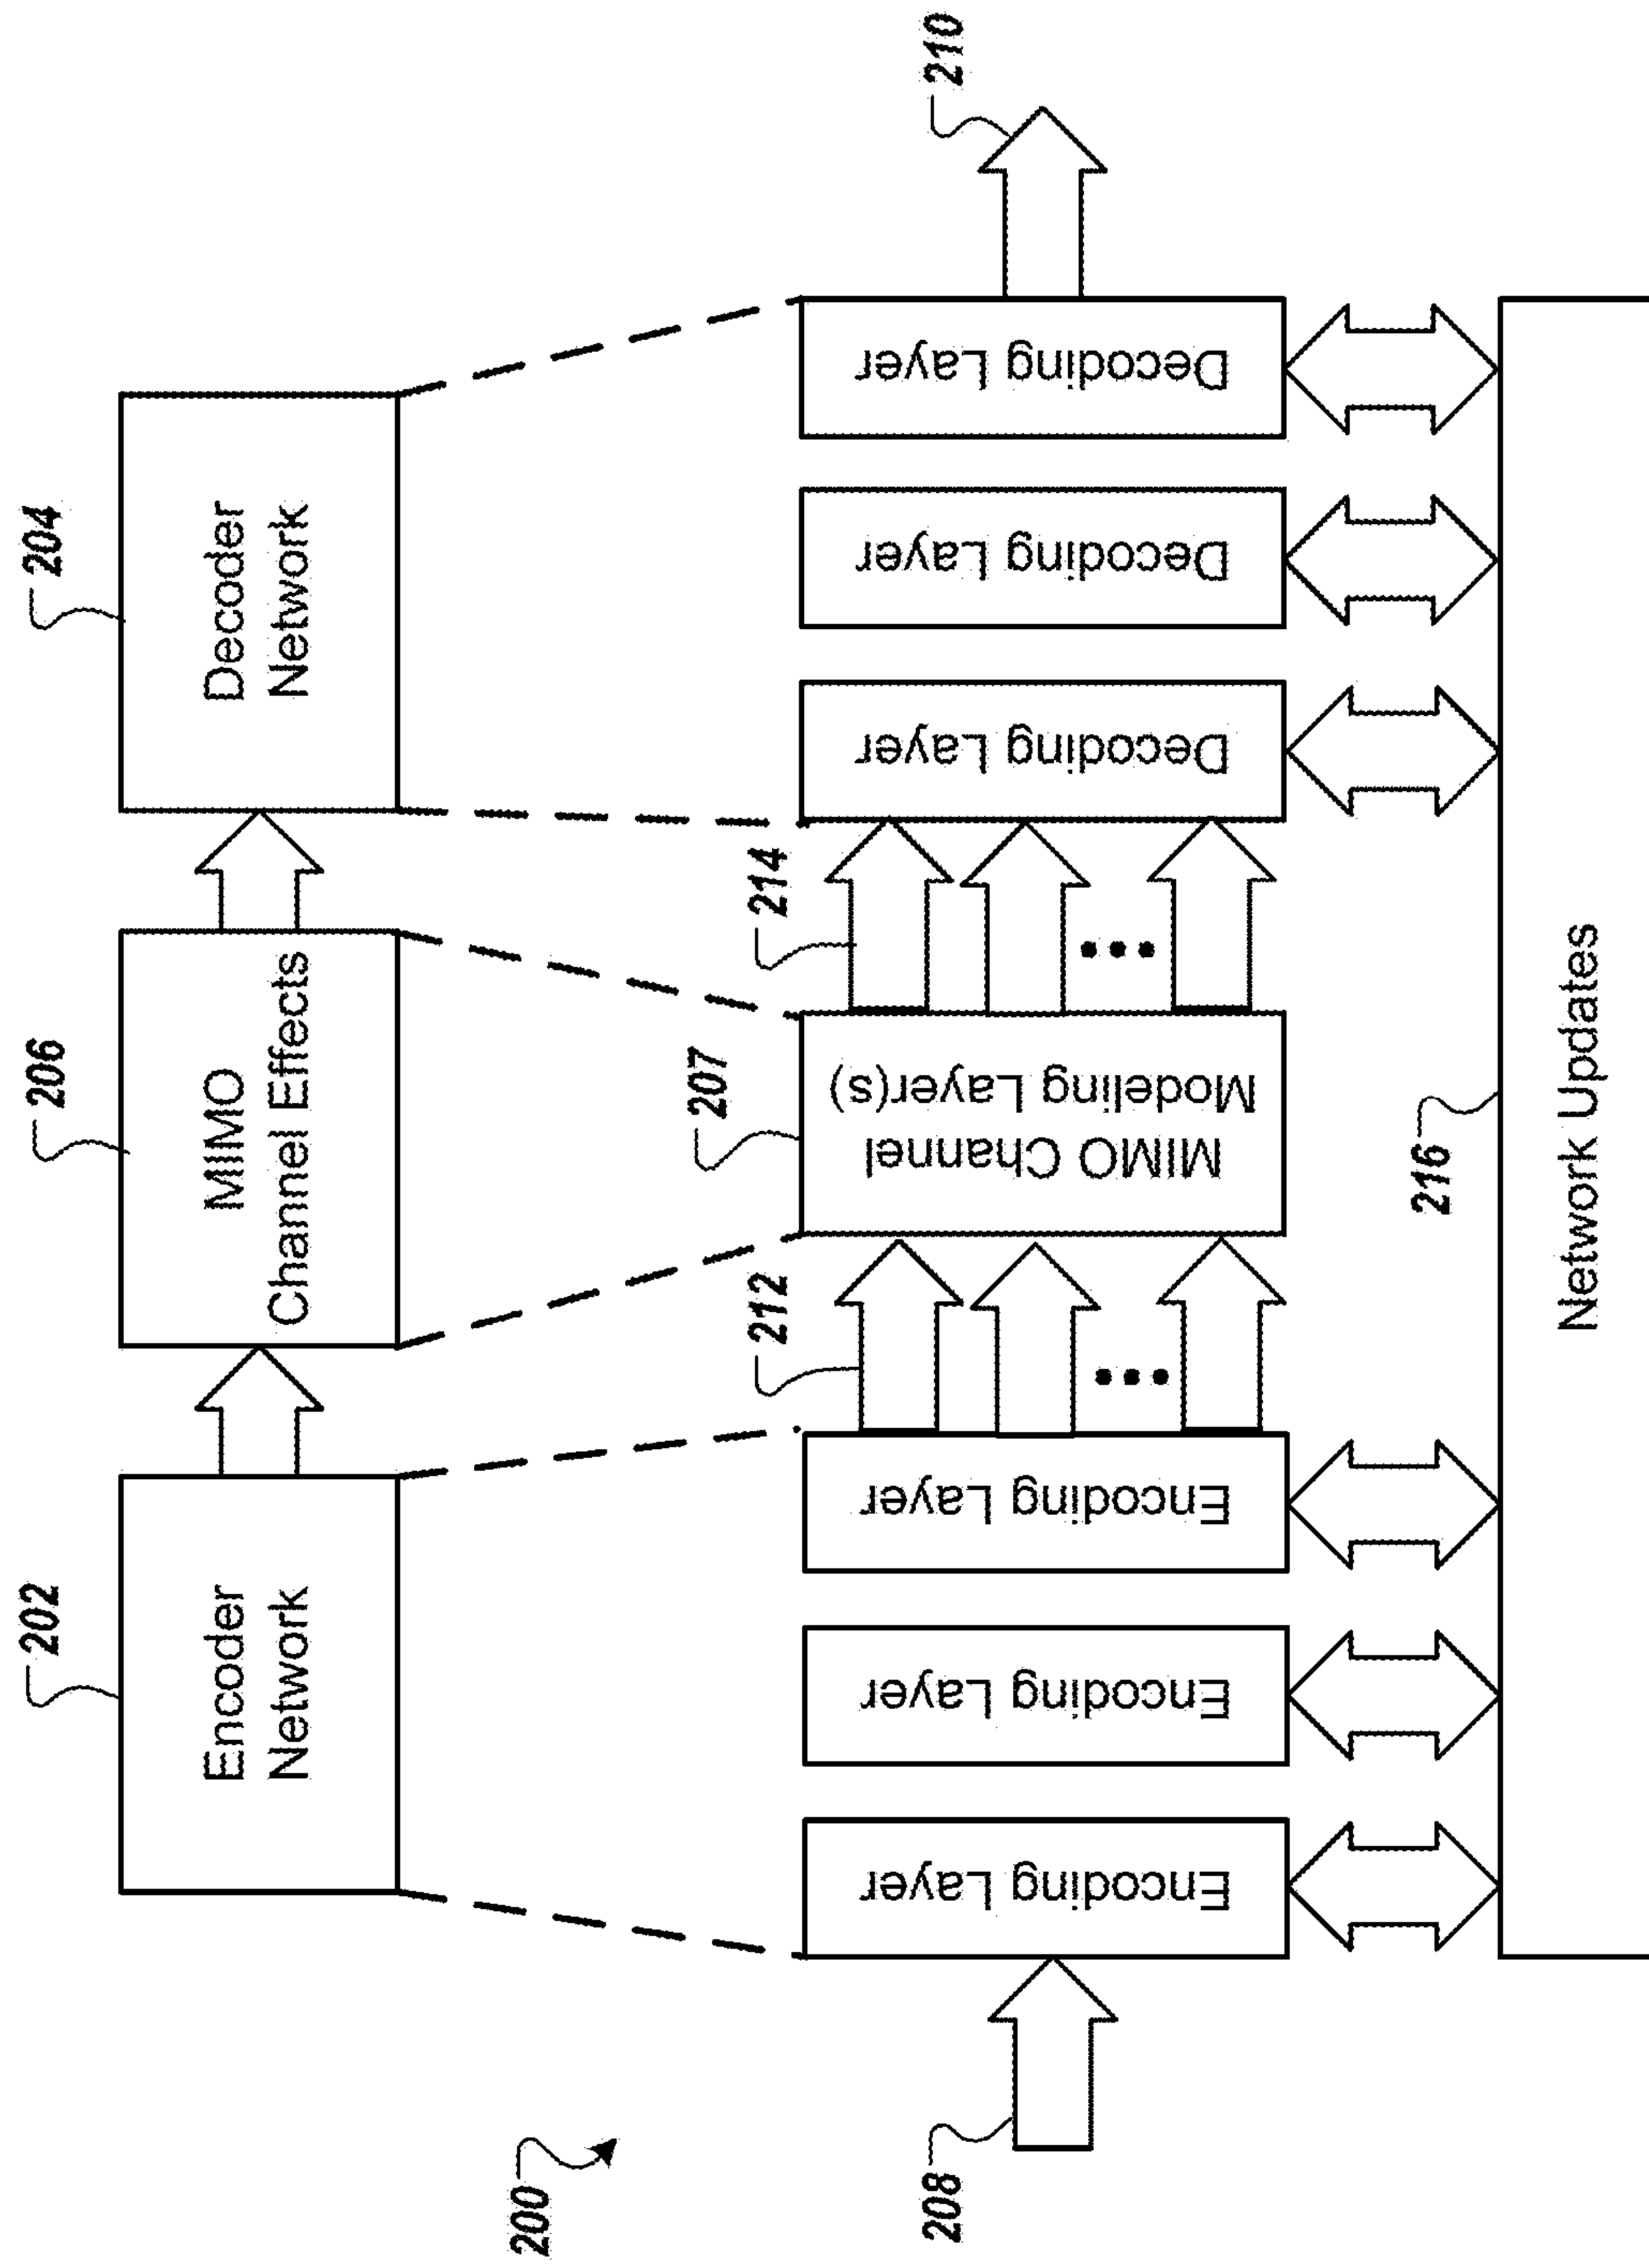 202
206
204
Encoder
Network
MIMO
Channel Effects
Decoder
Network
200
208
212
207
214
210
Encoding Layer
Encoding Layer
Encoding Layer
MIMO Channel
Modeling Layer(s)
Decoding Layer
Decoding Layer
Decoding Layer
216
Network Updates